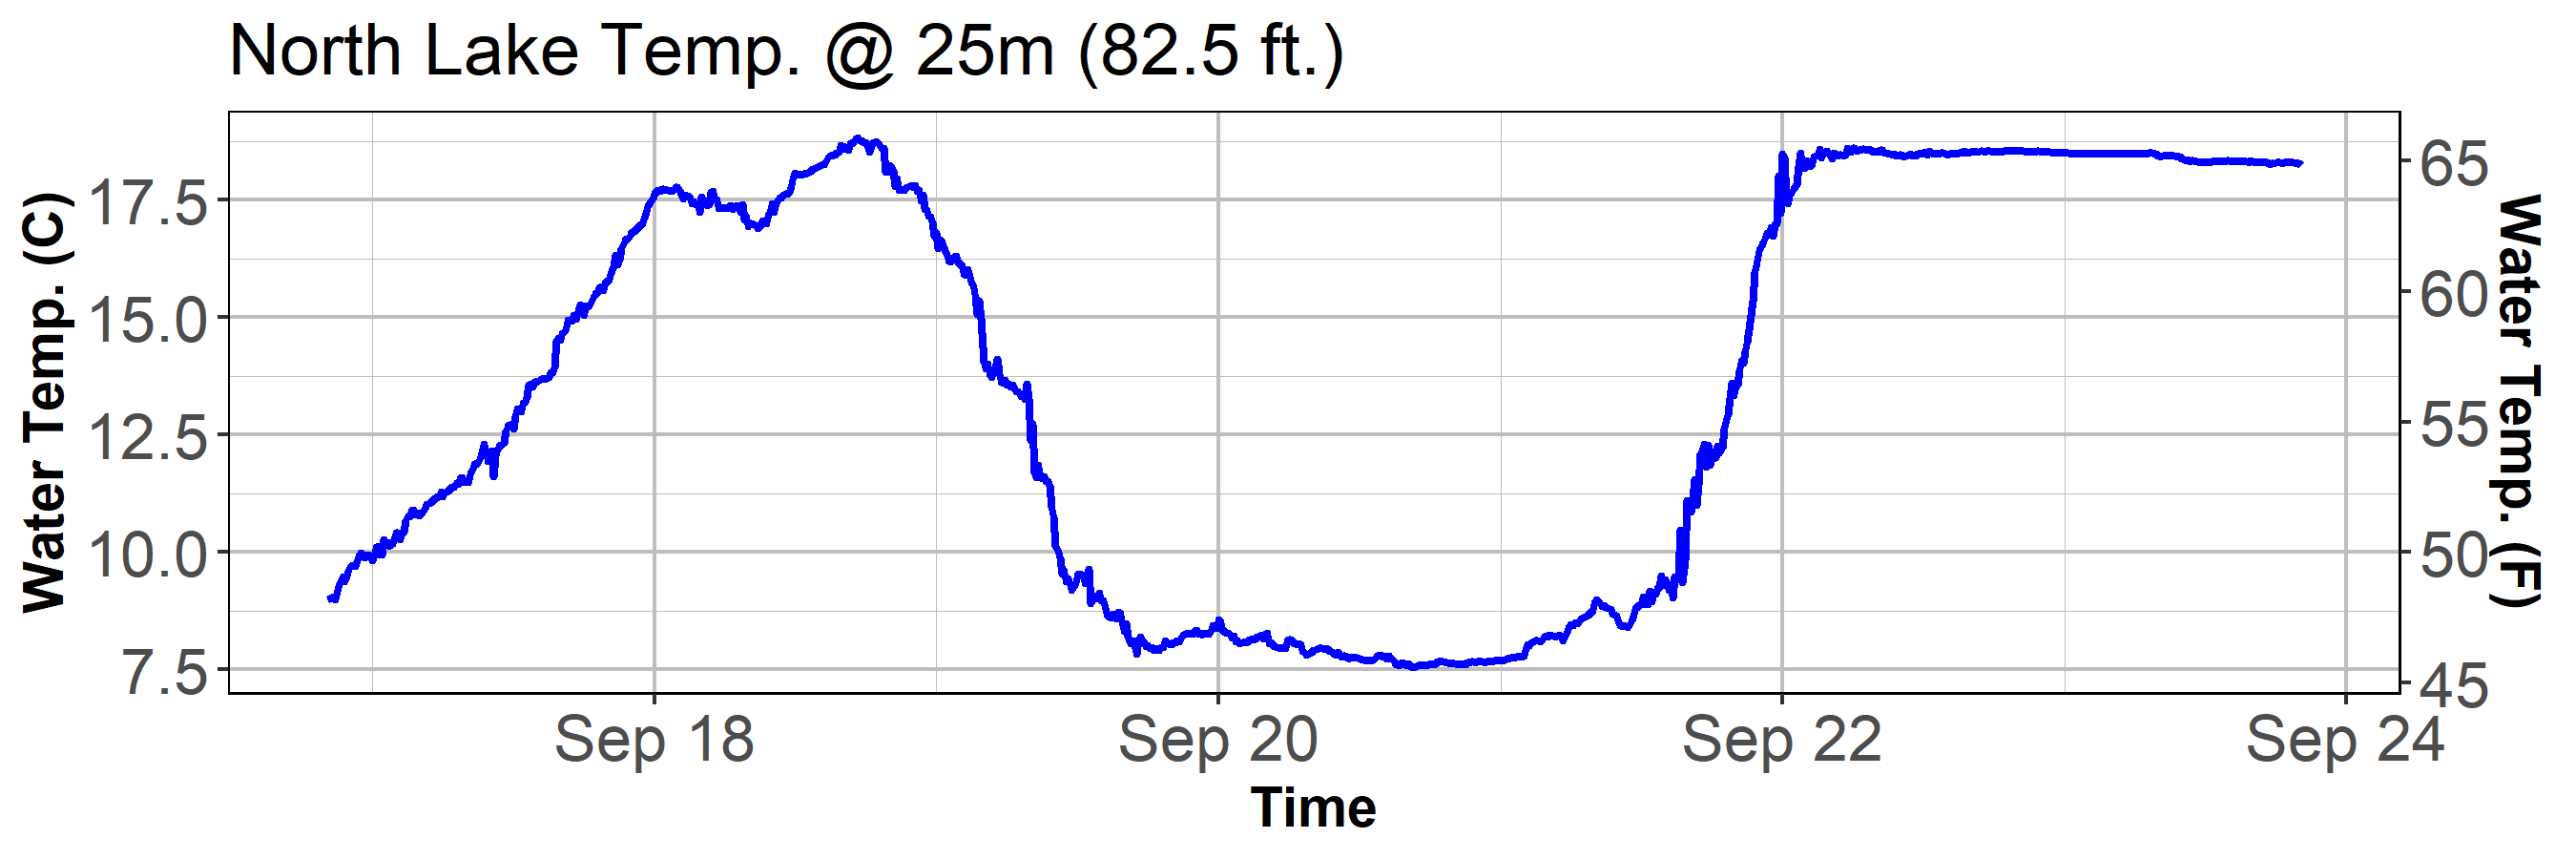 North Lake Temp. @ 25m (82.5 ft.)
Water Temp. (C)
17.5
15.0
12.5
10.0
7.5
65
60
55
50
45
Water Temp. (F)
Sep 18 Sep 20 Sep 22 Sep 24
Time